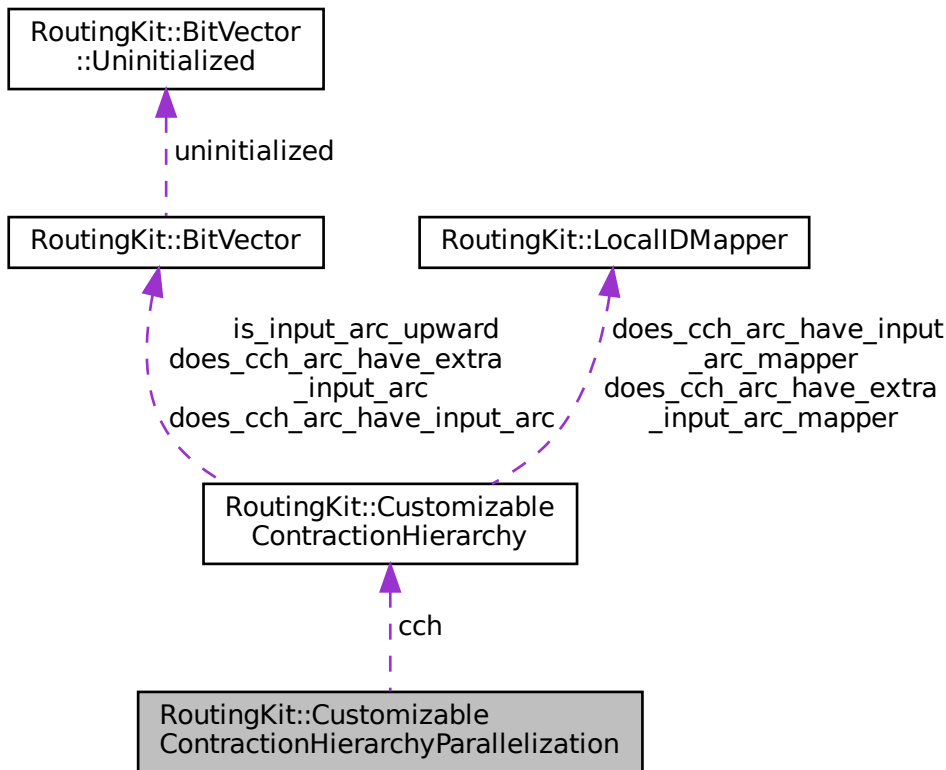 RoutingKit::BitVector
::Uninitialized
uninitialized
RoutingKit::BitVector
RoutingKit::LocalIDMapper
is_input_arc_upward
does_cch_arc_have_extra
_input_arc
does_cch_arc_have_input_arc
does_cch_arc_have_input
_arc_mapper
does_cch_arc_have_extra
_input_arc_mapper
RoutingKit::Customizable
ContractionHierarchy
cch
RoutingKit::Customizable
ContractionHierarchyParallelization